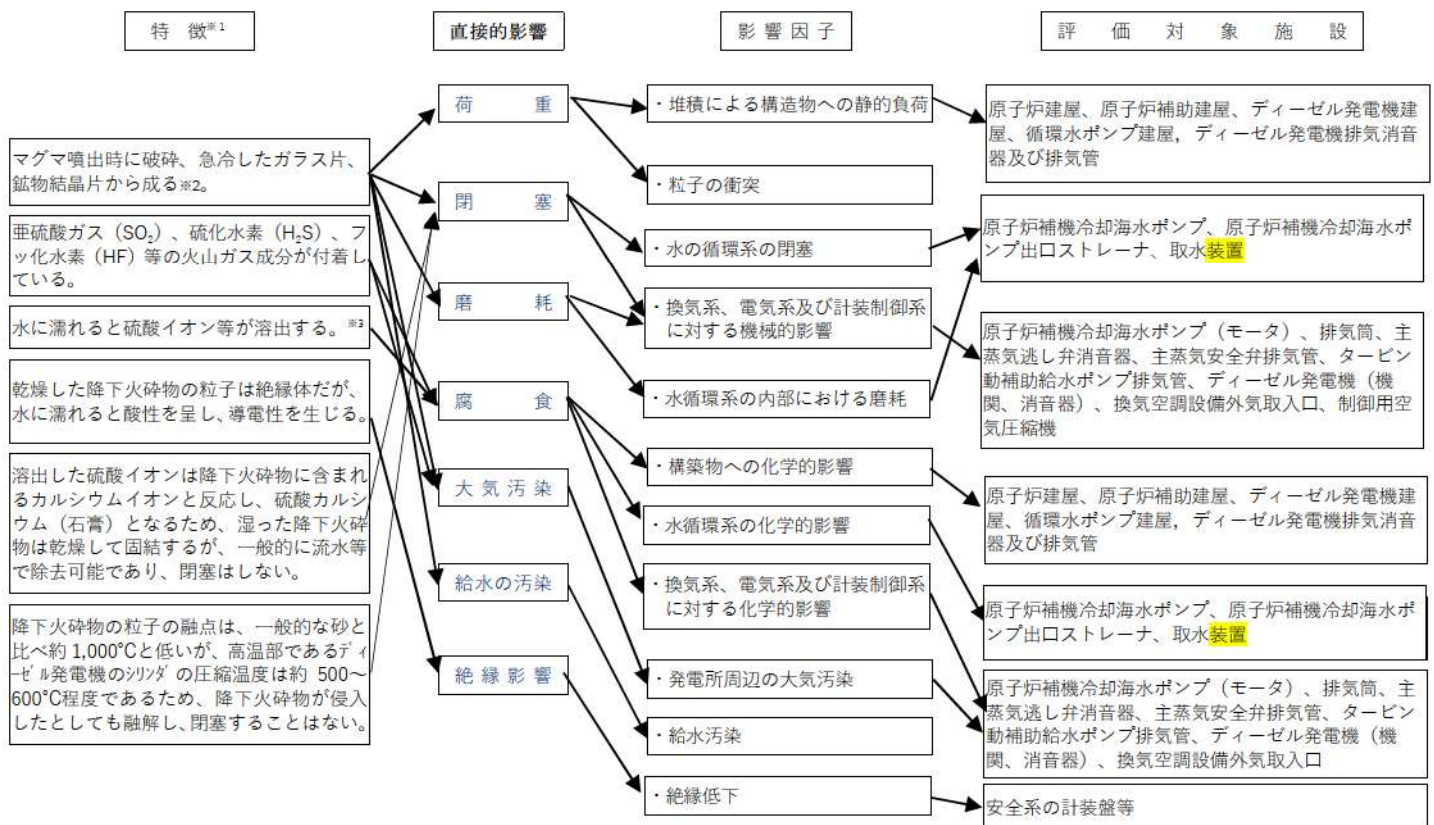 特 徴※1
直接的影響
影響因子
評価対象施設
マグマ噴出時に破砕、急冷したガラス片、
鉱物結晶片から成る※2。
亜硫酸ガス（SO₂）、硫化水素（H₂S）、フ
ッ化水素（HF）等の火山ガス成分が付着し
ている。
水に濡れると硫酸イオン等が溶出する。※3
乾燥した降下火砕物の粒子は絶縁体だが、
水に濡れると酸性を呈し、導電性を生じる。
溶出した硫酸イオンは降下火砕物に含まれ
るカルシウムイオンと反応し、硫酸カルシ
ウム（石膏）となるため、湿った降下火砕
物は乾燥して固結するが、一般的に流水等
で除去可能であり、閉塞はしない。
降下火砕物の粒子の融点は、一般的な砂と
比べ約1,000℃と低いが、高温部であるディ
ｰｾﾞﾙ発電機のｼﾘﾝﾀﾞの圧縮温度は約 500～
600℃程度であるため、降下火砕物が侵入
したとしても融解し、閉塞することはない。
荷重
閉塞
磨耗
腐食
大気汚染
給水の汚染
絶縁影響
・堆積による構造物への静的負荷
・粒子の衝突
・水の循環系の閉塞
・換気系、電気系及び計装制御系
に対する機械的影響
・水循環系の内部における磨耗
・構築物への化学的影響
・水循環系の化学的影響
・換気系、電気系及び計装制御系
に対する化学的影響
・発電所周辺の大気汚染
・給水汚染
・絶縁低下
原子炉建屋、原子炉補助建屋、ディーゼル発電機建
屋、循環水ポンプ建屋，ディーゼル発電機排気消音
器及び排気管
原子炉補機冷却海水ポンプ、原子炉補機冷却海水ポ
ンプ出口ストレーナ、取水装置
原子炉補機冷却海水ポンプ（モータ）、排気筒、主
蒸気逃し弁消音器、主蒸気安全弁排気管、タービン
動補助給水ポンプ排気管、ディーゼル発電機（機
関、消音器）、換気空調設備外気取入口、制御用空
気圧縮機
原子炉建屋、原子炉補助建屋、ディーゼル発電機建
屋、循環水ポンプ建屋，ディーゼル発電機排気消音
器及び排気管
原子炉補機冷却海水ポンプ、原子炉補機冷却海水ポ
ンプ出口ストレーナ、取水装置
原子炉補機冷却海水ポンプ（モータ）、排気筒、主
蒸気逃し弁消音器、主蒸気安全弁排気管、タービン
動補助給水ポンプ排気管、ディーゼル発電機（機
関、消音器）、換気空調設備外気取入口
安全系の計装盤等